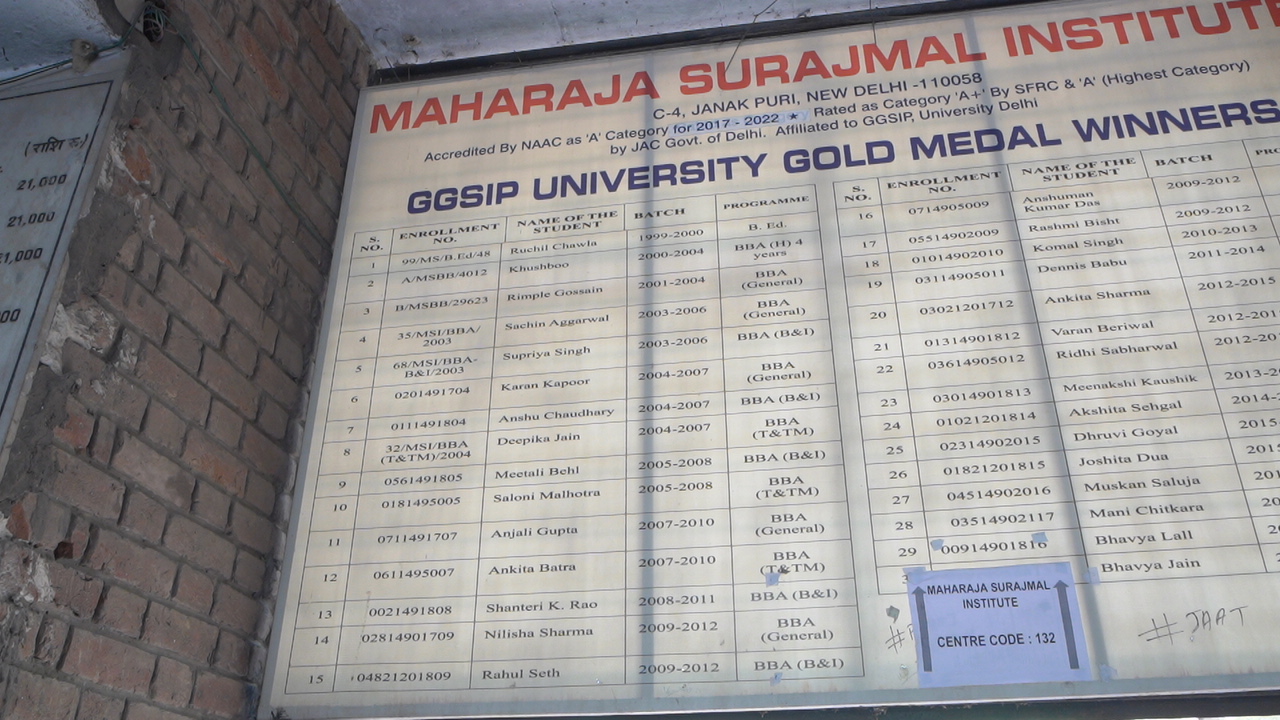 ( राशि रु.)
21,000
21,000
21,000
MAHARAJA SURAJMAL INSTITUTE
C-4, JANAK PURI, NEW DELHI -110058
Accredited By NAAC as 'A' Category for 2017 - 2022 ★ Rated as Category 'A+' By SFRC & 'A' (Highest Category)
by JAC Govt. of Delhi. Affiliated to GGSIP, University Delhi
GGSIP UNIVERSITY GOLD MEDAL WINNERS
S. NO. ENROLLMENT NO. NAME OF THE STUDENT BATCH PROGRAMME
1 99/MS/B.Ed/48 Ruchil Chawla 1999-2000 B. Ed.
2 A/MSBB/4012 Khushboo 2000-2004 BBA (H) 4 years
3 B/MSBB/29623 Rimple Gossain 2001-2004 BBA (General)
4 35/MSI/BBA/2003 Sachin Aggarwal 2003-2006 BBA (General)
5 68/MSI/BBA-B&I/2003 Supriya Singh 2003-2006 BBA (B&I)
6 0201491704 Karan Kapoor 2004-2007 BBA (General)
7 0111491804 Anshu Chaudhary 2004-2007 BBA (B&I)
8 32/MSI/BBA (T&TM)/2004 Deepika Jain 2004-2007 BBA (T&TM)
9 0561491805 Meetali Behl 2005-2008 BBA (B&I)
10 0181495005 Saloni Malhotra 2005-2008 BBA (T&TM)
11 0711491707 Anjali Gupta 2007-2010 BBA (General)
12 0611495007 Ankita Batra 2007-2010 BBA (T&TM)
13 0021491808 Shanteri K. Rao 2008-2011 BBA (B&I)
14 02814901709 Nilisha Sharma 2009-2012 BBA (General)
15 04821201809 Rahul Seth 2009-2012 BBA (B&I)
S. NO. ENROLLMENT NO. NAME OF THE STUDENT BATCH
16 0714905009 Anshuman Kumar Das 2009-2012
17 05514902009 Rashmi Bisht 2009-2012
18 01014902010 Komal Singh 2010-2013
19 03114905011 Dennis Babu 2011-2014
20 03021201712 Ankita Sharma 2012-2015
21 01314901812 Varan Beriwal
22 03614905012 Ridhi Sabharwal
23 03014901813 Meenakshi Kaushik
24 01021201814 Akshita Sehgal
25 02314902015 Dhruvi Goyal
26 01821201815 Joshita Dua
27 04514902016 Muskan Saluja
28 03514902117 Mani Chitkara
29 00914901816 Bhavya Lall
Bhavya Jain
MAHARAJA SURAJMAL
INSTITUTE
CENTRE CODE : 132
#JAAT